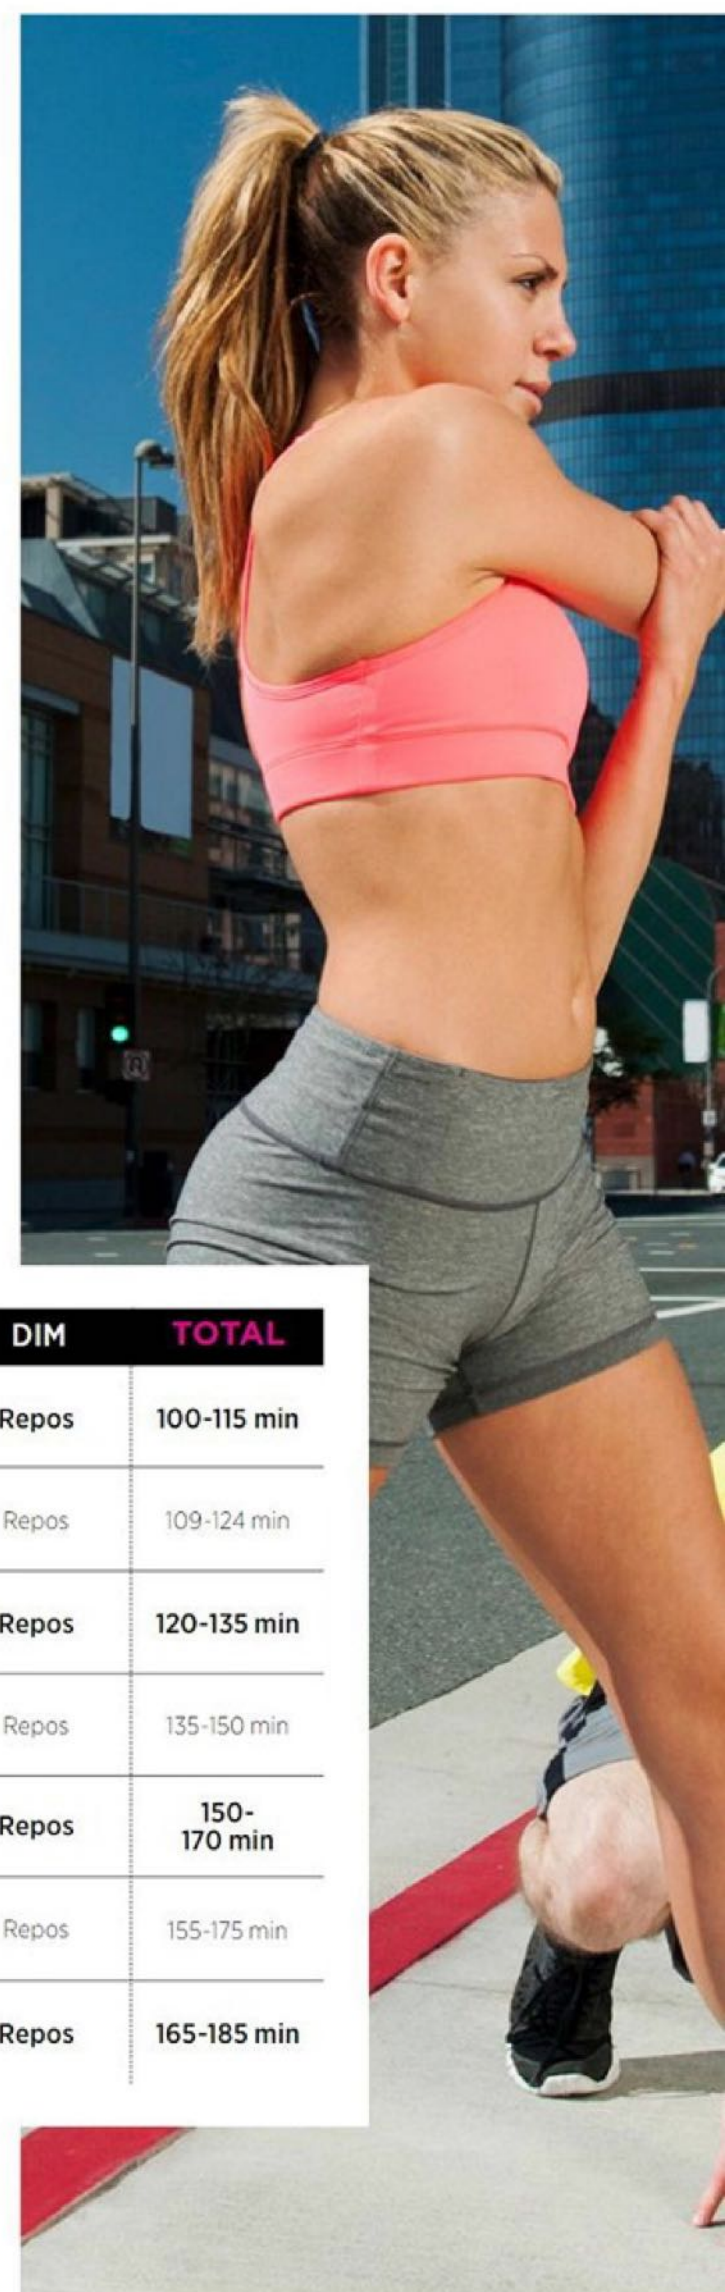 DIM TOTAL
Repos 100-115 min
Repos 109-124 min
Repos 120-135 min
Repos 135-150 min
Repos 150-
170 min
Repos 155-175 min
Repos 165-185 min